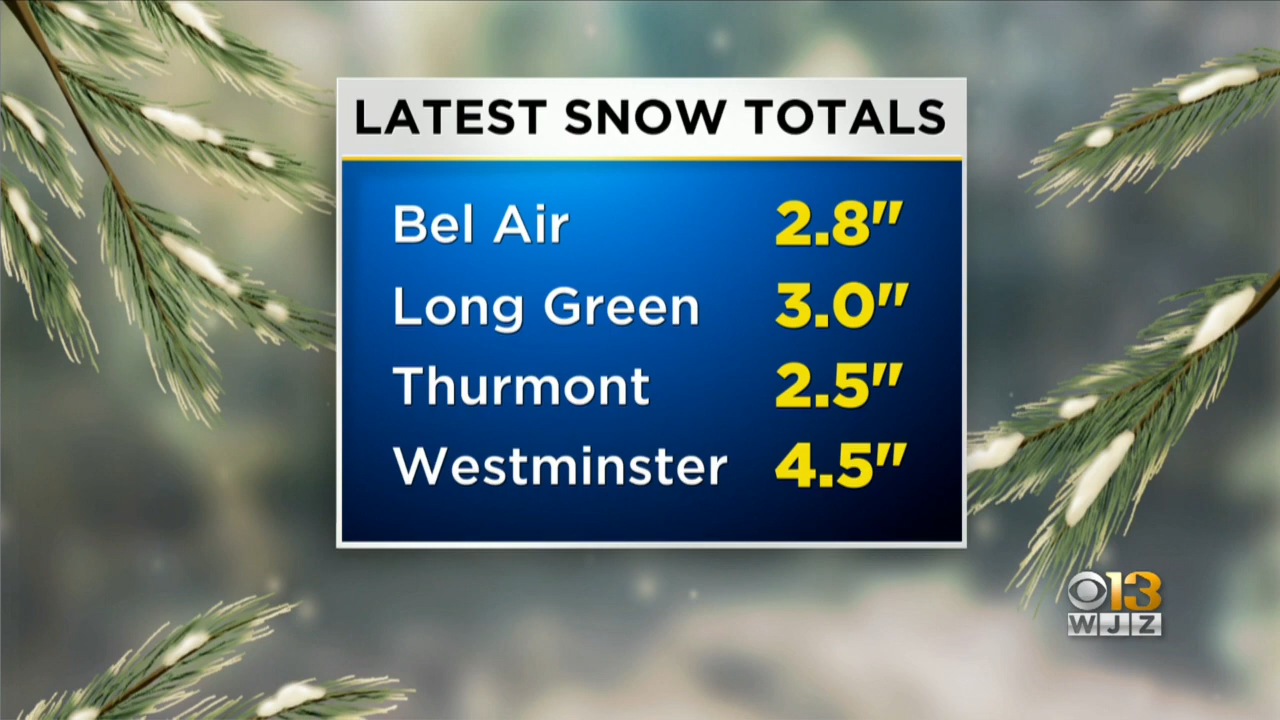 LATEST SNOW TOTALS
Bel Air 2.8"
Long Green 3.0"
Thurmont 2.5"
Westminster 4.5"
13
WJZ